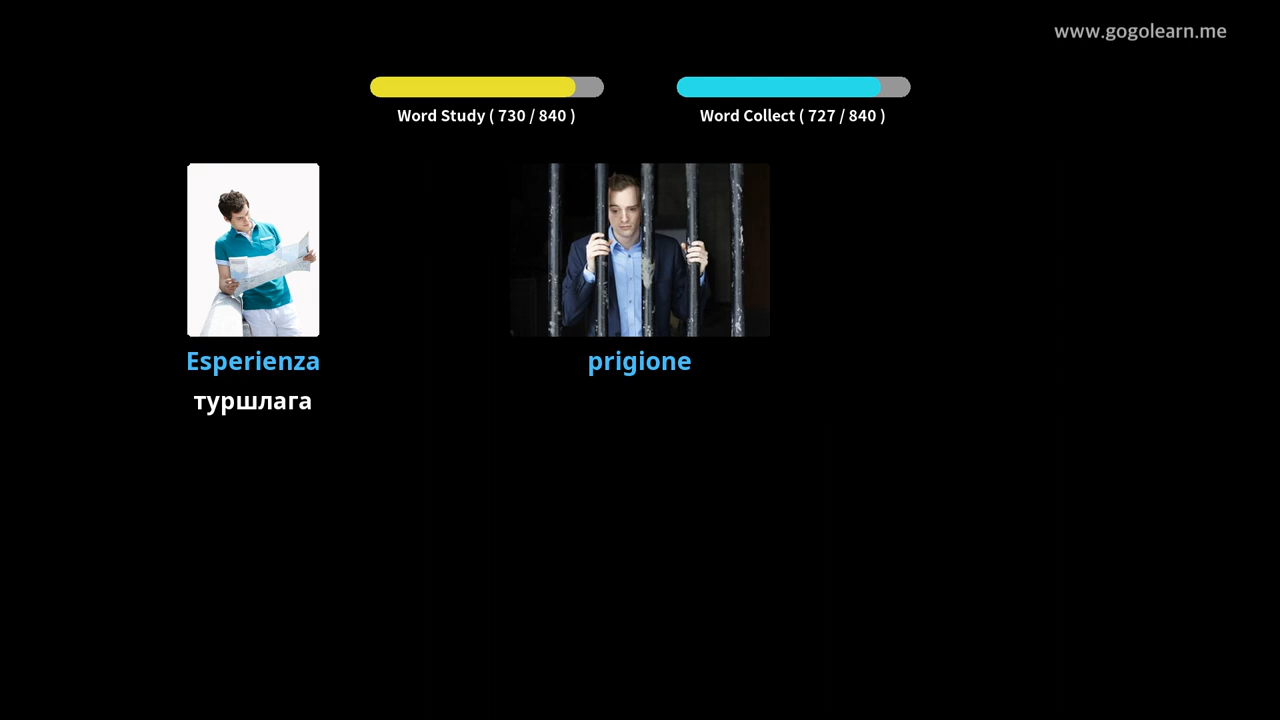 www.gogolearn.me
Word Study ( 730 / 840 )
Word Collect ( 727 / 840 )
Esperienza
туршлага
prigione